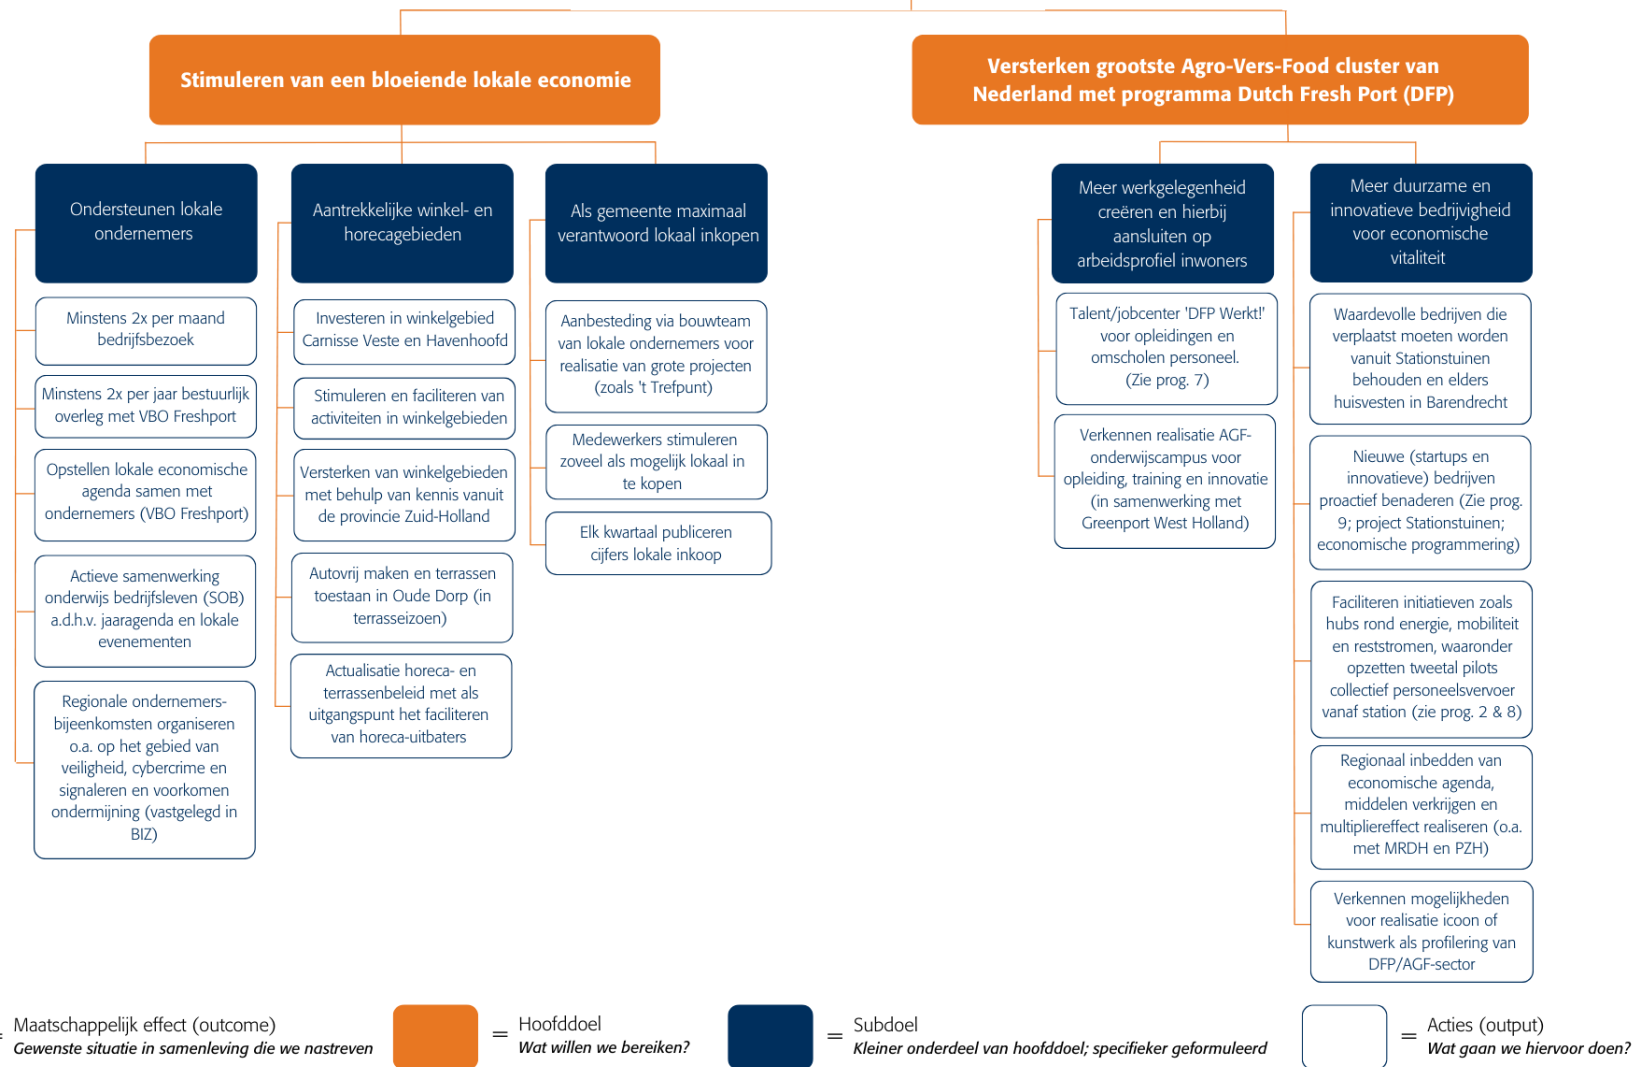 Stimuleren van een bloeiende lokale economie
Versterken grootste Agro-Vers-Food cluster van
Nederland met programma Dutch Fresh Port (DFP)
Ondersteunen lokale
ondernemers
Minstens 2x per maand
bedrijfsbezoek
Minstens 2x per jaar bestuurlijk
overleg met VBO Freshport
Opstellen lokale economische
agenda samen met
ondernemers (VBO Freshport)
Actieve samenwerking
onderwijs bedrijfsleven (SOB)
a.d.h.v. jaaragenda en lokale
evenementen
Regionale ondernemers-
bijeenkomsten organiseren
o.a. op het gebied van
veiligheid, cybercrime en
signaleren en voorkomen
ondermijning (vastgelegd in
BIZ)
Aantrekkelijke winkel- en
horecagebieden
Investeren in winkelgebied
Carnisse Veste en Havenhoofd
Stimuleren en faciliteren van
activiteiten in winkelgebieden
Versterken van winkelgebieden
met behulp van kennis vanuit
de provincie Zuid-Holland
Autovrij maken en terrassen
toestaan in Oude Dorp (in
terrasseizoen)
Actualisatie horeca- en
terrassenbeleid met als
uitgangspunt het faciliteren
van horeca-uitbaters
Als gemeente maximaal
verantwoord lokaal inkopen
Aanbesteding via bouwteam
van lokale ondernemers voor
realisatie van grote projecten
(zoals 't Trefpunt)
Medewerkers stimuleren
zoveel als mogelijk lokaal in
te kopen
Elk kwartaal publiceren
cijfers lokale inkoop
Meer werkgelegenheid
creëren en hierbij
aansluiten op
arbeidsprofiel inwoners
Talent/jobcenter 'DFP Werkt!'
voor opleidingen en
omscholen personeel.
(Zie prog. 7)
Verkennen realisatie AGF-
onderwijscampus voor
opleiding, training en innovatie
(in samenwerking met
Greenport West Holland)
Meer duurzame en
innovatieve bedrijvigheid
voor economische
vitaliteit
Waardevolle bedrijven die
verplaatst moeten worden
vanuit Stationstuinen
behouden en elders
huisvesten in Barendrecht
Nieuwe (startups en
innovatieve) bedrijven
proactief benaderen (Zie prog.
9; project Stationstuinen;
economische programmering)
Faciliteren initiatieven zoals
hubs rond energie, mobiliteit
en reststromen, waaronder
opzetten tweetal pilots
collectief personeelsvervoer
vanaf station (zie prog. 2 & 8)
Regionaal inbedden van
economische agenda,
middelen verkrijgen en
multipliereffect realiseren (o.a.
met MRDH en PZH)
Verkennen mogelijkheden
voor realisatie icoon of
kunstwerk als profilering van
DFP/AGF-sector
= Maatschappelijk effect (outcome)
Gewenste situatie in samenleving die we nastreven
= Hoofddoel
Wat willen we bereiken?
= Subdoel
Kleiner onderdeel van hoofddoel; specifieker geformuleerd
= Acties (output)
Wat gaan we hiervoor doen?